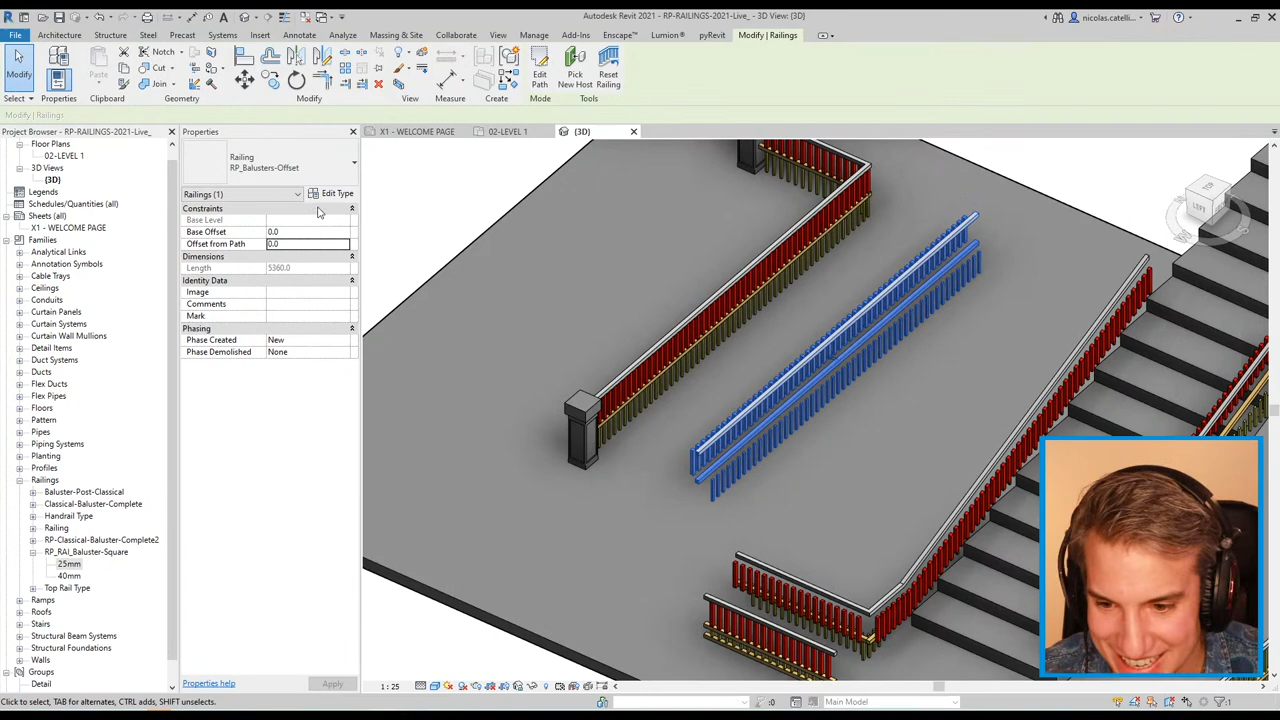 Autodesk Revit 2021 - RP-RAILINGS-2021-Live_ - 3D View: {3D}
nicolas.catelli...
File Architecture Structure Steel Precast Systems Insert Annotate Analyze Massing & Site Collaborate View Manage Add-Ins Enscape™ Lumion® pyRevit Modify | Railings
Modify
Paste
Notch
Cut
Join
Edit Path
Pick New Host
Reset Railing
Select Properties Clipboard Geometry Modify View Measure Create Mode Tools
Modify | Railings
Project Browser - RP-RAILINGS-2021-Live_
Floor Plans
02-LEVEL 1
3D Views
{3D}
Legends
Schedules/Quantities (all)
Sheets (all)
X1 - WELCOME PAGE
Families
Analytical Links
Annotation Symbols
Cable Trays
Ceilings
Conduits
Curtain Panels
Curtain Systems
Curtain Wall Mullions
Detail Items
Duct Systems
Flex Ducts
Flex Pipes
Floors
Pattern
Pipes
Piping Systems
Planting
Profiles
Railings
Baluster-Post-Classical
Classical-Baluster-Complete
Handrail Type
Railing
RP-Classical-Baluster-Complete2
RP_RAI_Baluster-Square
25mm
40mm
Top Rail Type
Ramps
Roofs
Stairs
Structural Beam Systems
Structural Foundations
Walls
Groups
Detail
Properties
Railing
RP_Balusters-Offset
Railings (1)
Edit Type
Constraints
Base Level
Base Offset 0.0
Offset from Path 0.0
Dimensions
Length 5360.0
Identity Data
Image
Comments
Mark
Phasing
Phase Created New
Phase Demolished None
Properties help
Apply
X1 - WELCOME PAGE
02-LEVEL 1
{3D}
TOP
LEFT
1 : 25
Click to select, TAB for alternates, CTRL adds, SHIFT unselects.
:0
Main Model
:1